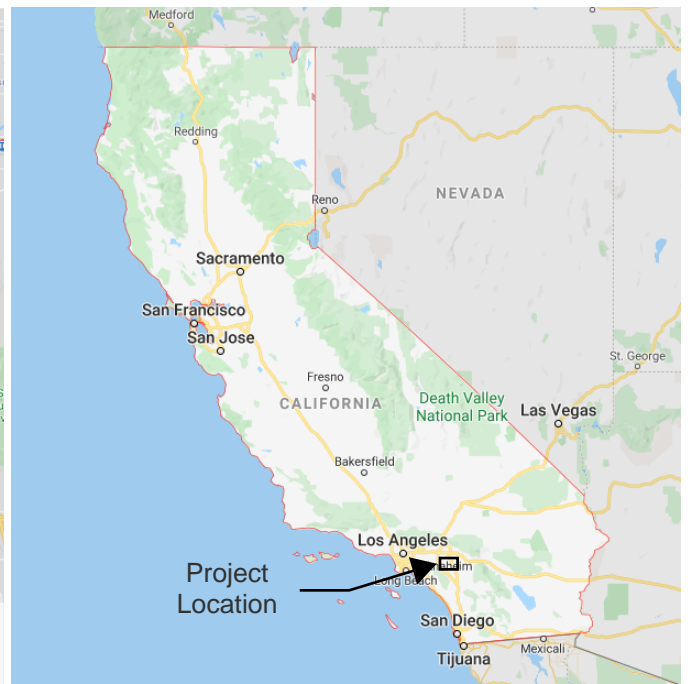 Medford
Redding
Reno
NEVADA
Sacramento
San Francisco
San Jose
St. George
Fresno
CALIFORNIA
Death Valley
National Park
Las Vegas
Bakersfield
Los Angeles
Long Beach
Project
Location
San Diego
Tijuana
Mexicali